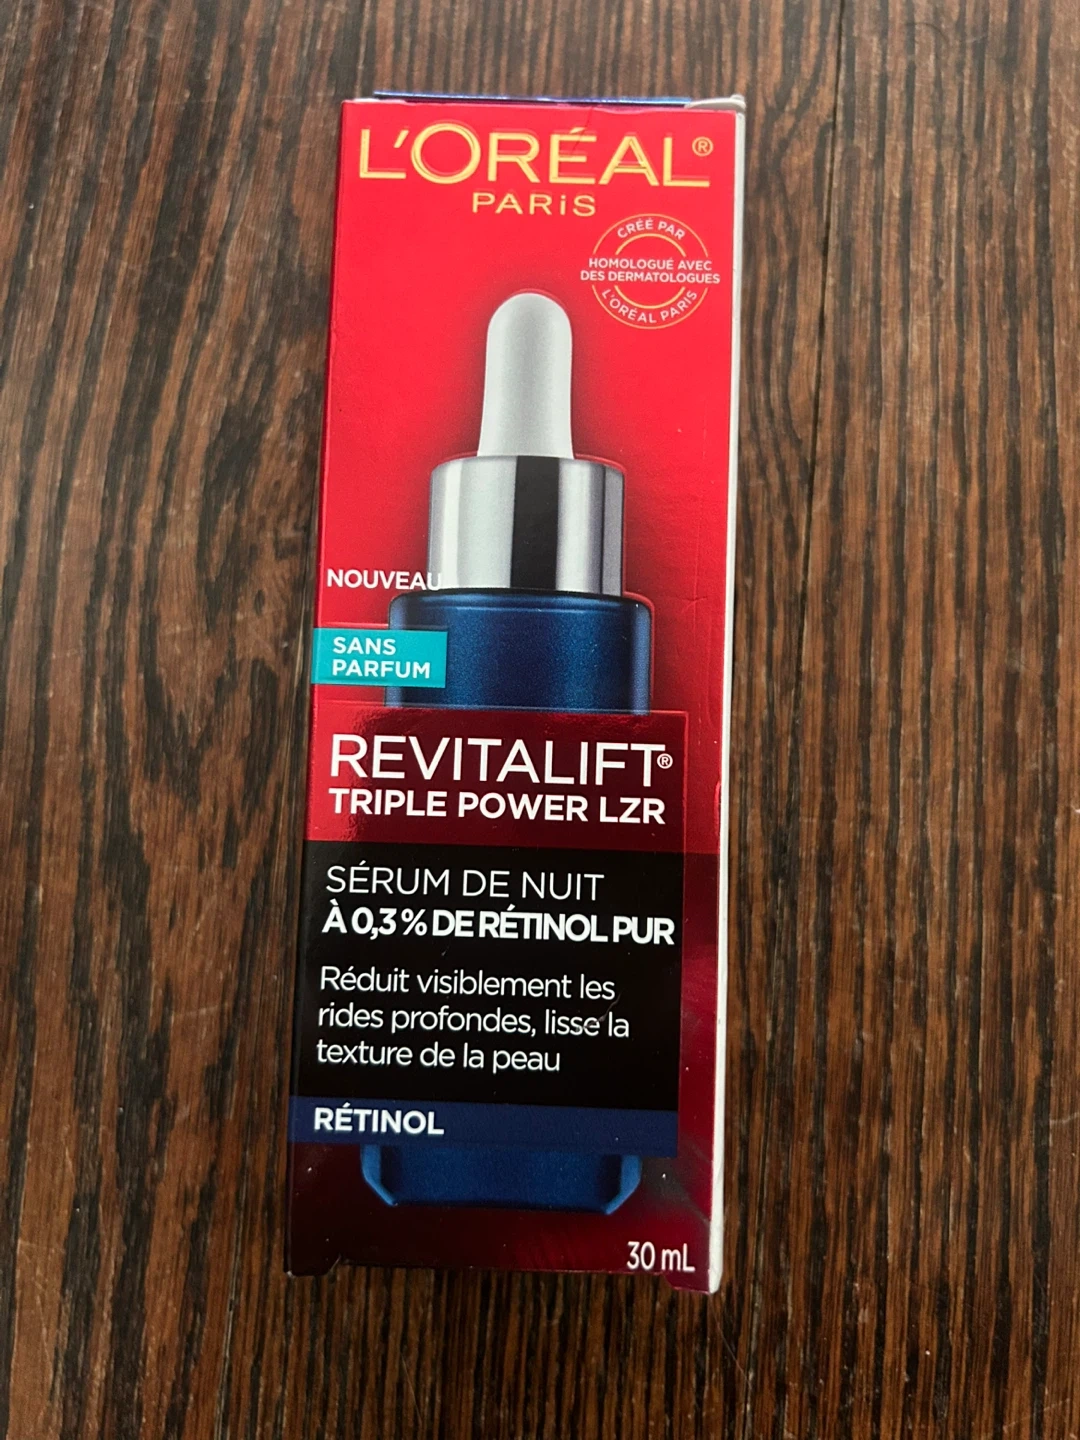 L'ORÉAL®
PARiS
CRÉÉ PAR
HOMOLOGUÉ AVEC
DES DERMATOLOGUES
L'ORÉAL PARIS
NOUVEAU
SANS
PARFUM
REVITALIFT®
TRIPLE POWER LZR
SÉRUM DE NUIT
À 0,3 % DE RÉTINOL PUR
Réduit visiblement les
rides profondes, lisse la
texture de la peau
RÉTINOL
30 mL